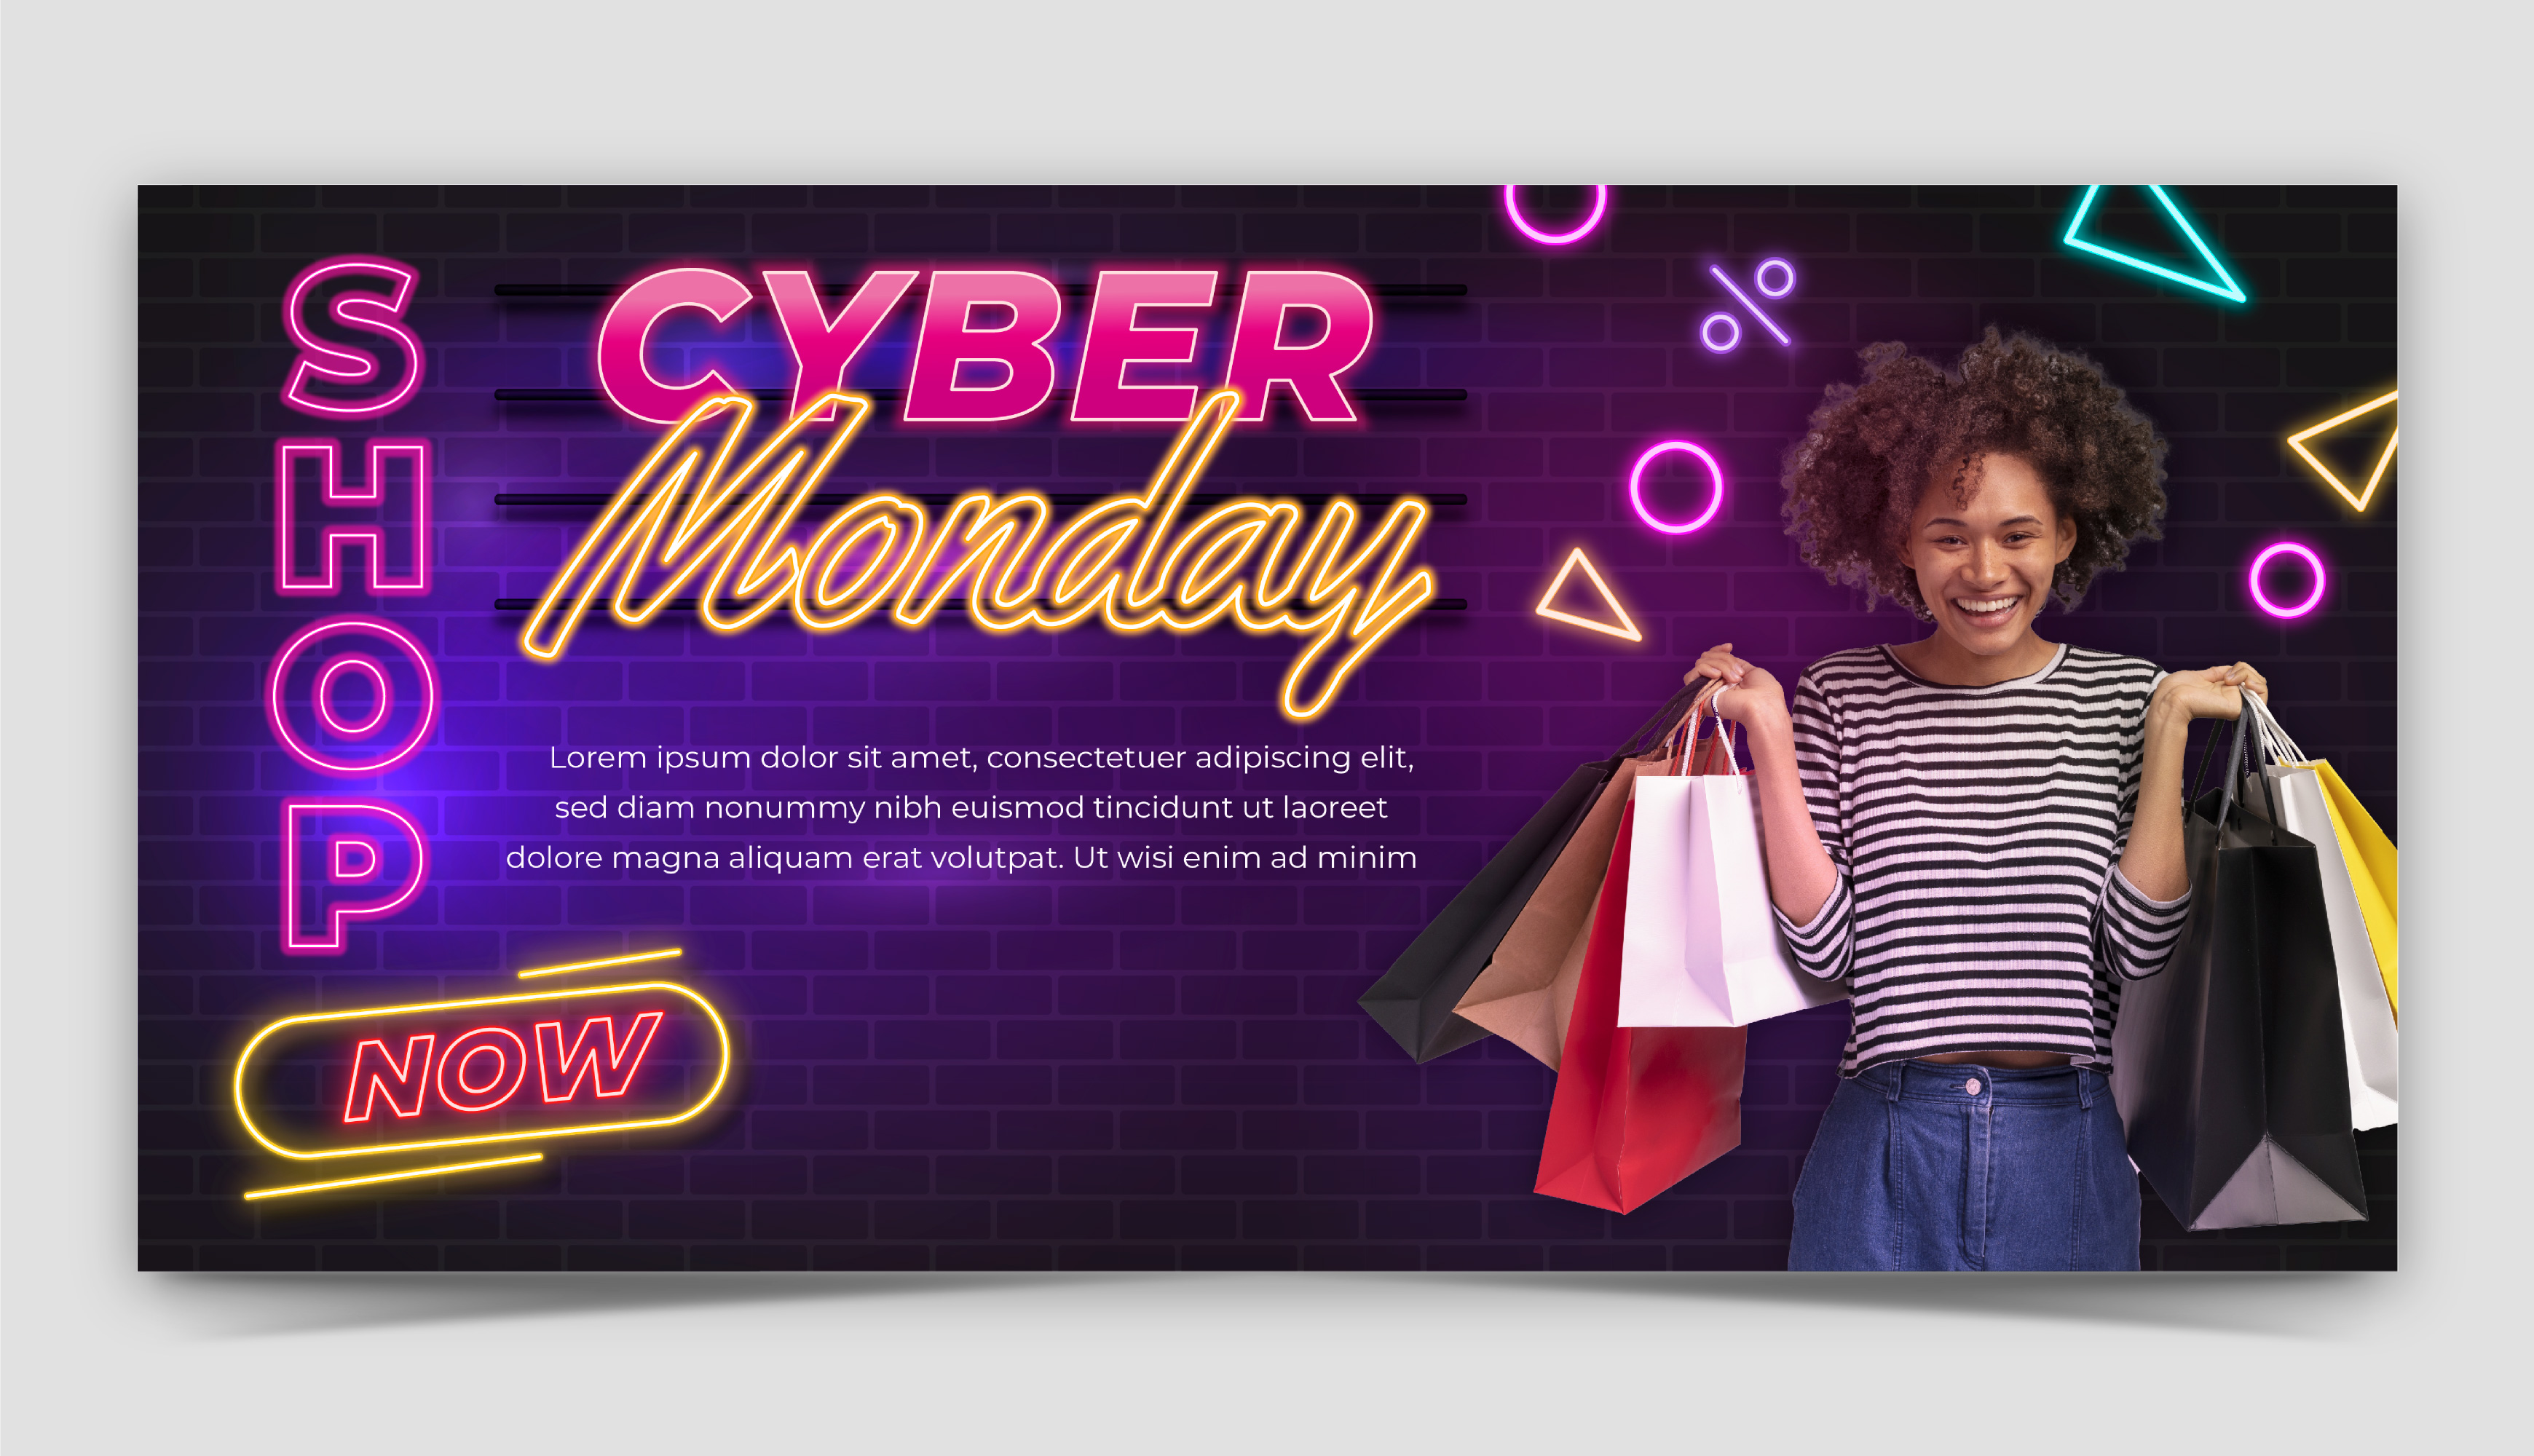 SHOP
NOW
CYBER
Monday
Lorem ipsum dolor sit amet, consectetuer adipiscing elit,
sed diam nonummy nibh euismod tincidunt ut laoreet
dolore magna aliquam erat volutpat. Ut wisi enim ad minim
%